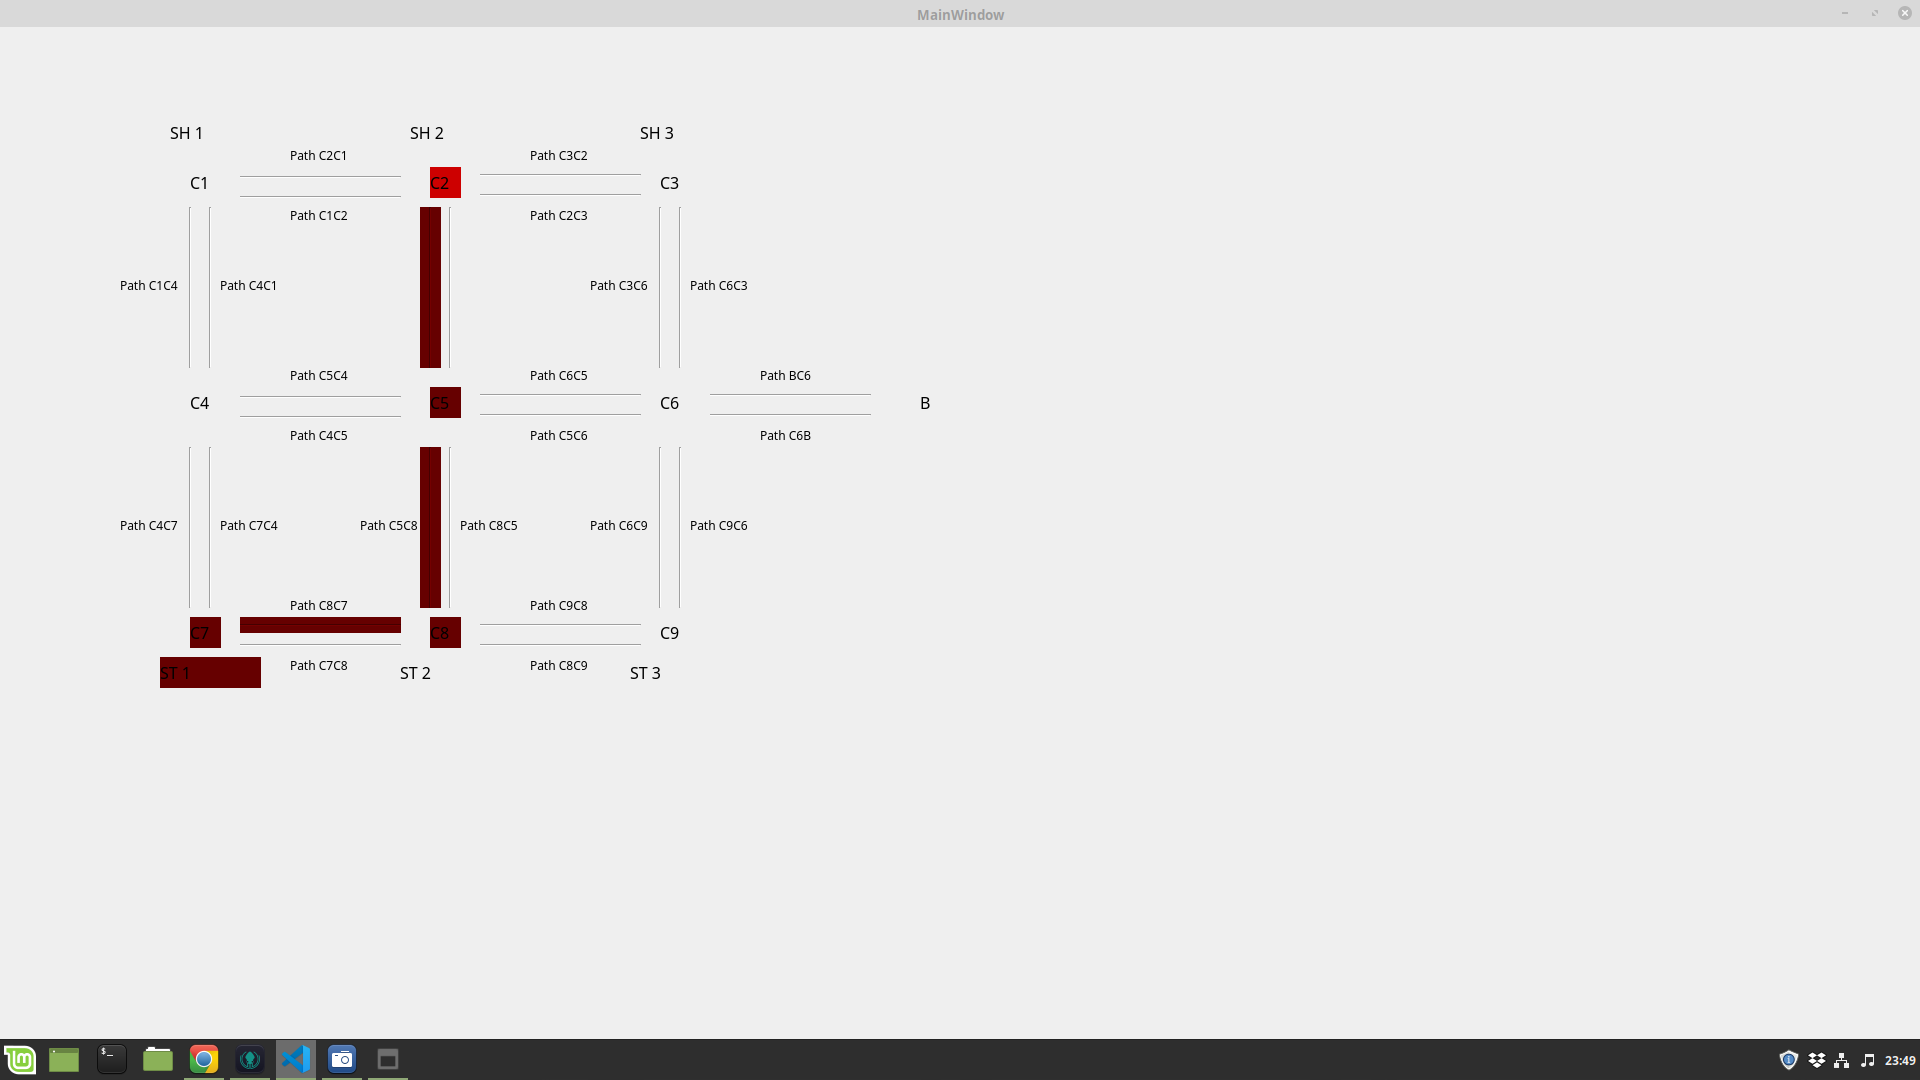 MainWindow
SH 1
SH 2
SH 3
Path C2C1
Path C3C2
C1
C2
C3
Path C1C2
Path C2C3
Path C1C4
Path C4C1
Path C3C6
Path C6C3
Path C5C4
Path C6C5
Path BC6
C4
C5
C6
B
Path C4C5
Path C5C6
Path C6B
Path C4C7
Path C7C4
Path C5C8
Path C8C5
Path C6C9
Path C9C6
Path C8C7
Path C9C8
C7
C8
C9
ST 1
Path C7C8
ST 2
Path C8C9
ST 3
23:49